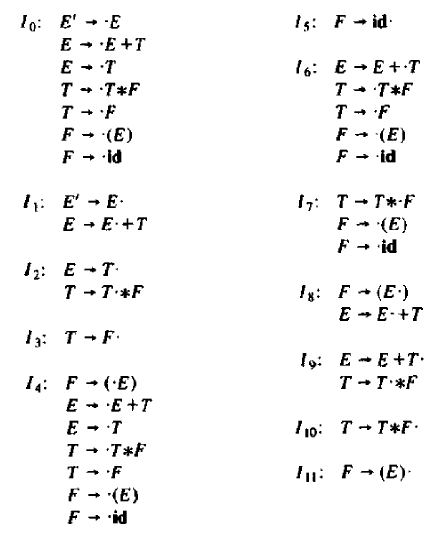 I₀: E' → ·E
E → ·E+T
E → ·T
T → ·T*F
T → ·F
F → ·(E)
F → ·id
I₁: E' → E·
E → E·+T
I₂: E → T·
T → T·*F
I₃: T → F·
I₄: F → (·E)
E → ·E+T
E → ·T
T → ·T*F
T → ·F
F → ·(E)
F → ·id
I₅: F → id·
I₆: E → E+·T
T → ·T*F
T → ·F
F → ·(E)
F → ·id
I₇: T → T*·F
F → ·(E)
F → ·id
I₈: F → (E·)
E → E·+T
I₉: E → E+T·
T → T·*F
I₁₀: T → T*F·
I₁₁: F → (E)·